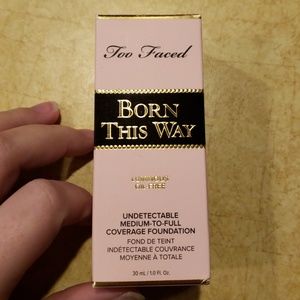 Too Faced
BORN
THIS WAY
LUMINOUS
OIL-FREE
UNDETECTABLE
MEDIUM-TO-FULL
COVERAGE FOUNDATION
FOND DE TEINT
INDÉTECTABLE COUVRANCE
MOYENNE À TOTALE
30 mL / 1.0 Fl. Oz.